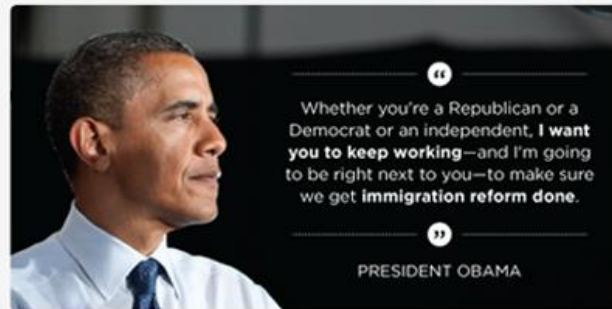 “
Whether you're a Republican or a
Democrat or an independent, I want
you to keep working—and I'm going
to be right next to you—to make sure
we get immigration reform done.
”
PRESIDENT OBAMA